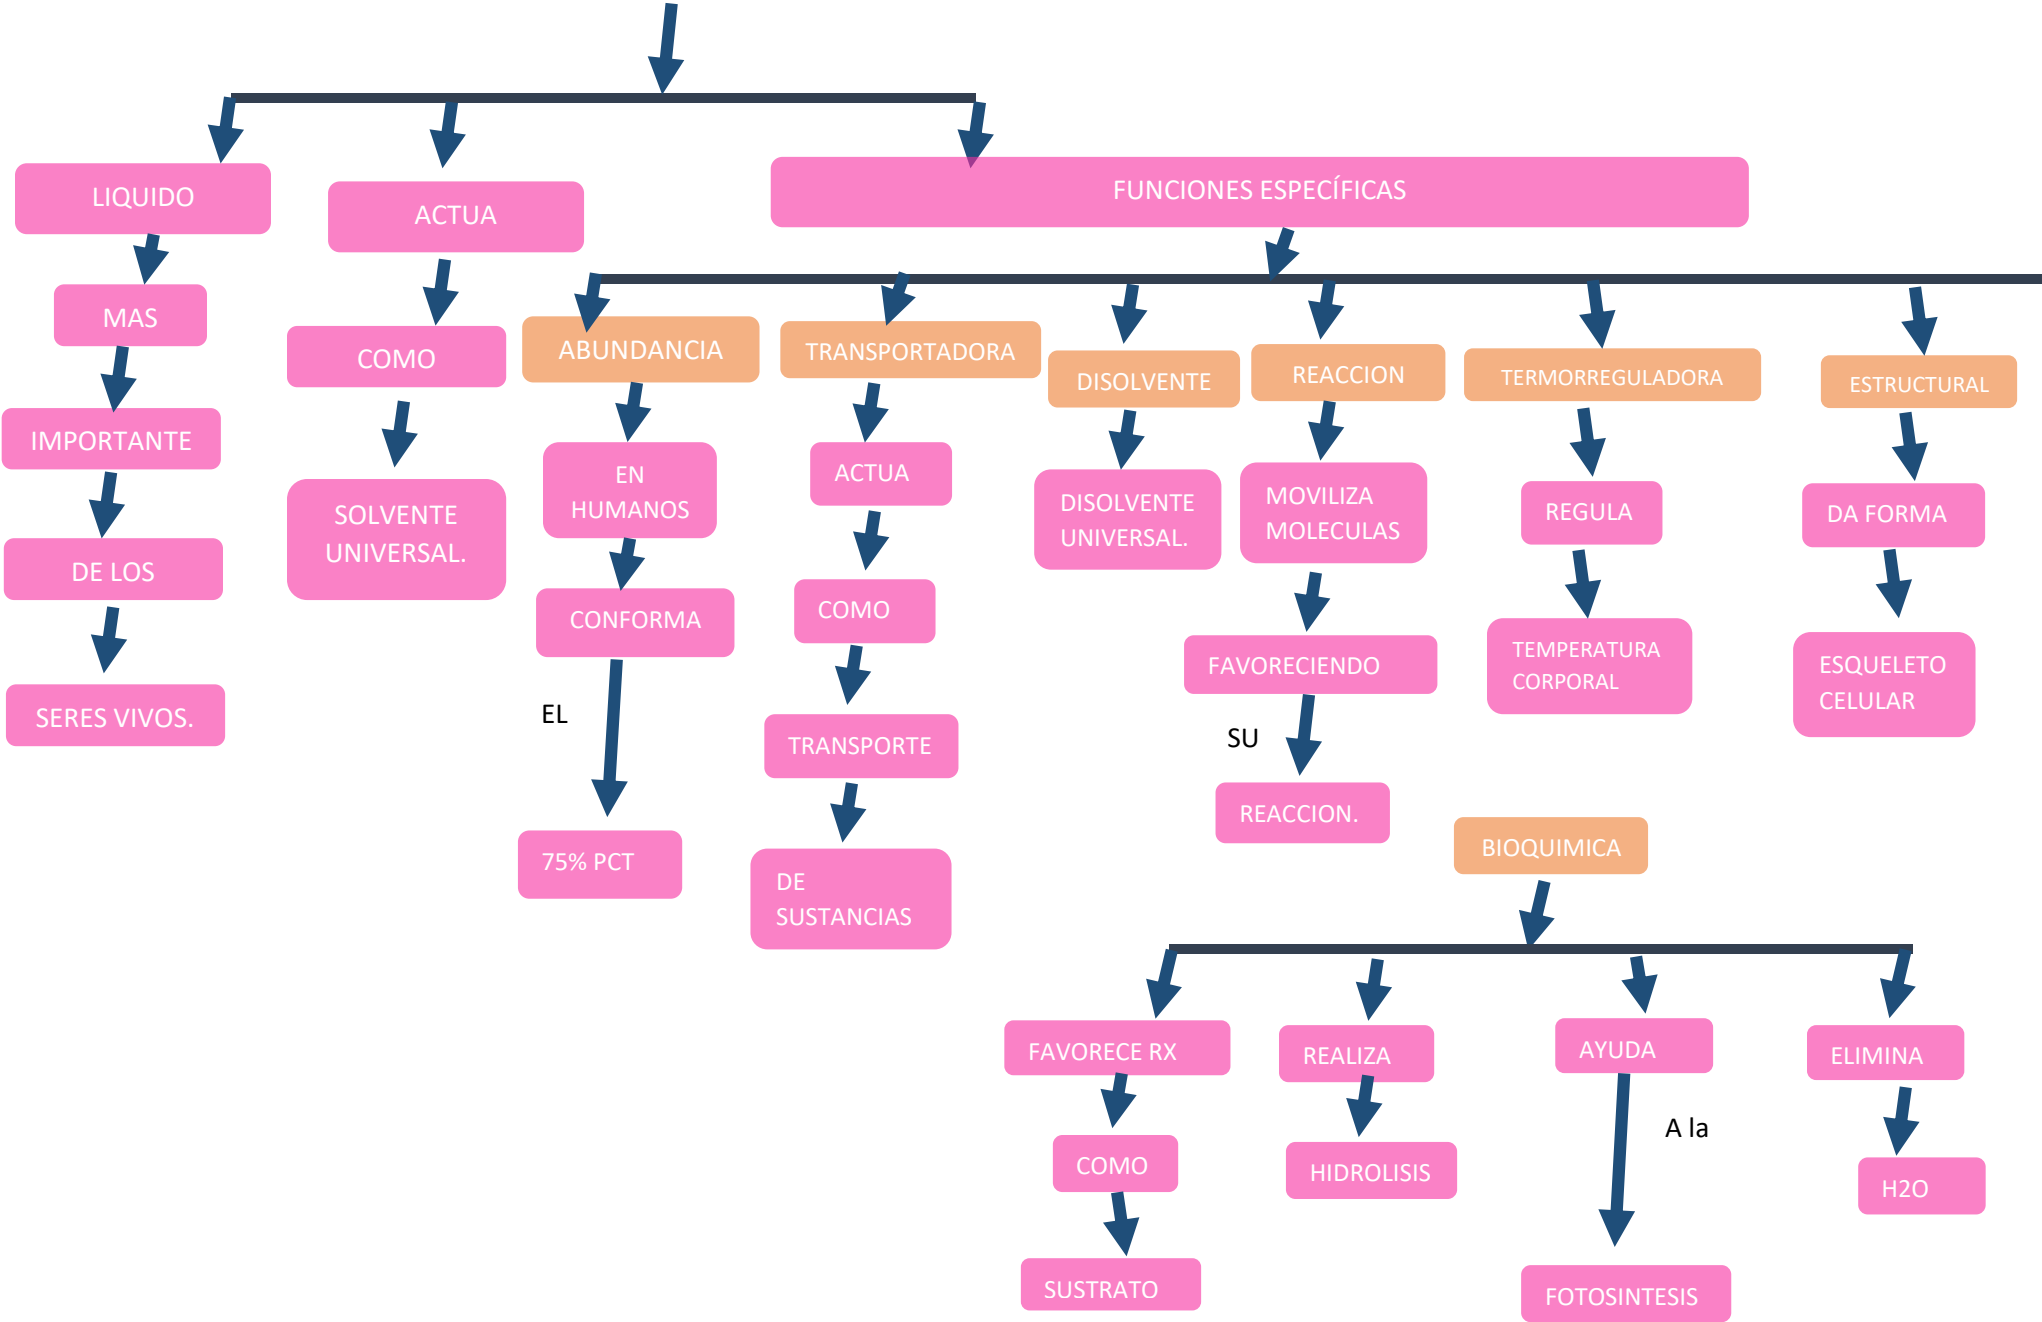 LIQUIDO
MAS
IMPORTANTE
DE LOS
SERES VIVOS.
ACTUA
COMO
SOLVENTE
UNIVERSAL.
FUNCIONES ESPECÍFICAS
ABUNDANCIA
EN
HUMANOS
CONFORMA
EL
75% PCT
TRANSPORTADORA
ACTUA
COMO
TRANSPORTE
DE
SUSTANCIAS
DISOLVENTE
DISOLVENTE
UNIVERSAL.
REACCION
MOVILIZA
MOLECULAS
FAVORECIENDO
SU
REACCION.
TERMORREGULADORA
REGULA
TEMPERATURA
CORPORAL
ESTRUCTURAL
DA FORMA
ESQUELETO
CELULAR
BIOQUIMICA
FAVORECE RX
COMO
SUSTRATO
REALIZA
HIDROLISIS
AYUDA
A la
FOTOSINTESIS
ELIMINA
H2O